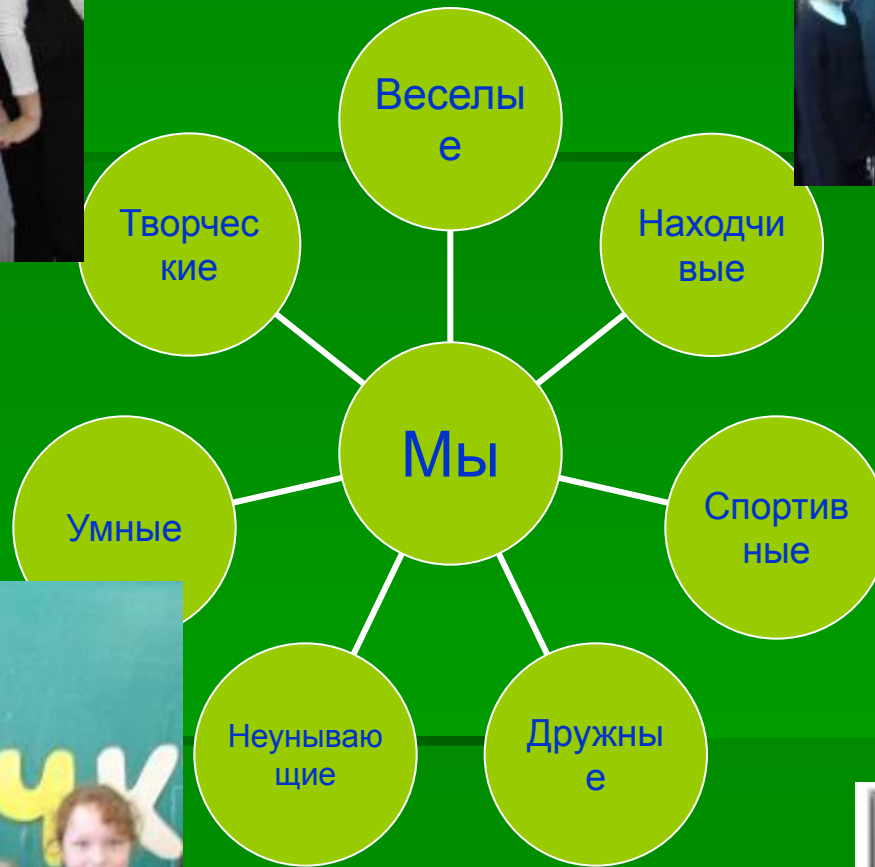 Веселы
е
Творчес
кие
Находчи
вые
Мы
Умные
Спортив
ные
Неунываю
щие
Дружны
е
Ч К